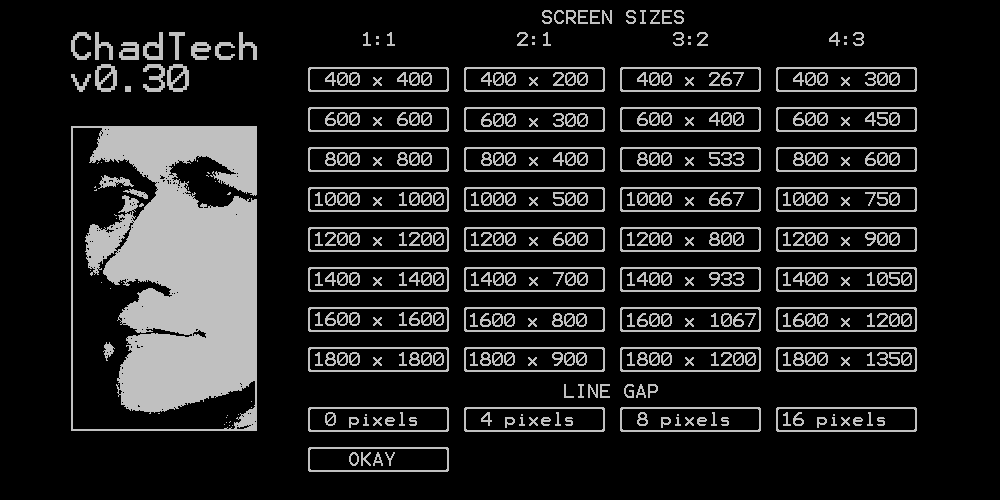 ChadTech
v0.30
SCREEN SIZES
1:1 2:1 3:2 4:3
400 x 400 400 x 200 400 x 267 400 x 300
600 x 600 600 x 300 600 x 400 600 x 450
800 x 800 800 x 400 800 x 533 800 x 600
1000 x 1000 1000 x 500 1000 x 667 1000 x 750
1200 x 1200 1200 x 600 1200 x 800 1200 x 900
1400 x 1400 1400 x 700 1400 x 933 1400 x 1050
1600 x 1600 1600 x 800 1600 x 1067 1600 x 1200
1800 x 1800 1800 x 900 1800 x 1200 1800 x 1350
LINE GAP
0 pixels 4 pixels 8 pixels 16 pixels
OKAY